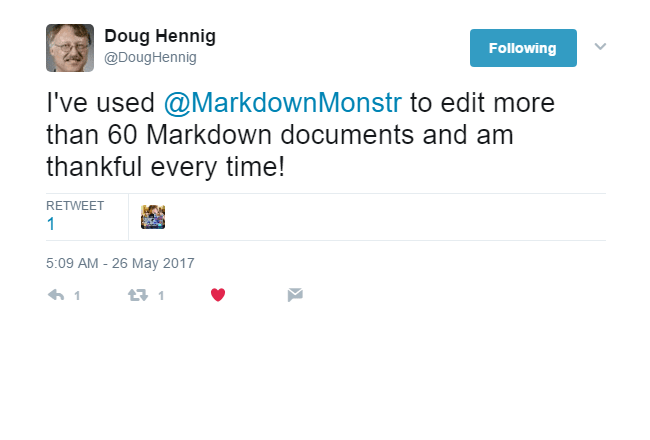 Doug Hennig
@DougHennig
Following
I've used @MarkdownMonstr to edit more
than 60 Markdown documents and am
thankful every time!
RETWEET
1
5:09 AM - 26 May 2017
1 1